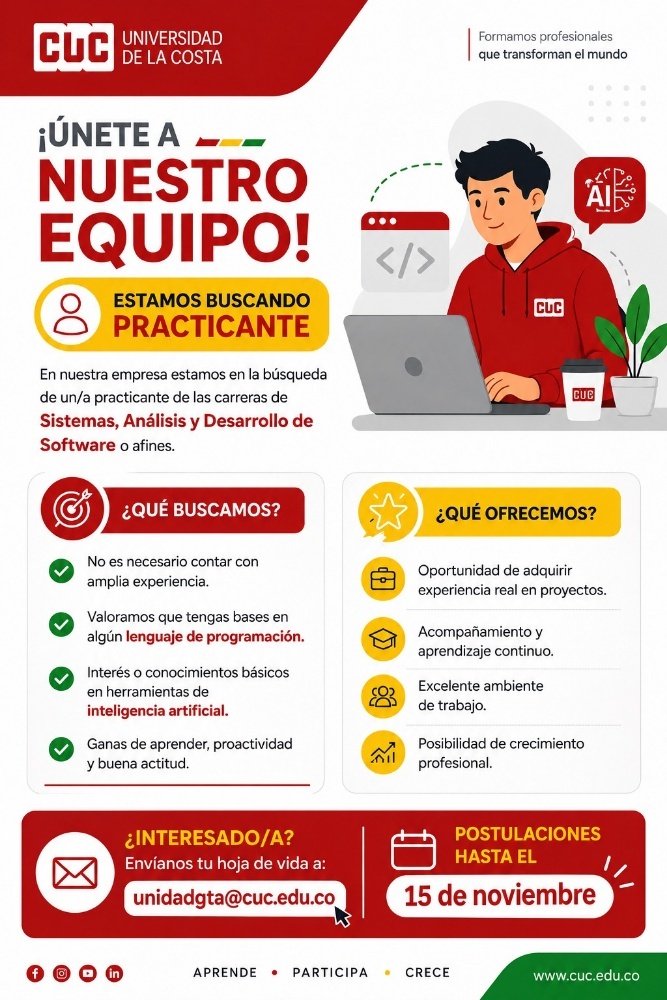 CUC
UNIVERSIDAD
DE LA COSTA
Formamos profesionales
que transforman el mundo
¡ÚNETE A
NUESTRO
EQUIPO!
AI
</>
CUC
CUC
ESTAMOS BUSCANDO
PRACTICANTE
En nuestra empresa estamos en la búsqueda
de un/a practicante de las carreras de
Sistemas, Análisis y Desarrollo de
Software o afines.
¿QUÉ BUSCAMOS?
No es necesario contar con
amplia experiencia.
Valoramos que tengas bases en
algún lenguaje de programación.
Interés o conocimientos básicos
en herramientas de
inteligencia artificial.
Ganas de aprender, proactividad
y buena actitud.
¿QUÉ OFRECEMOS?
Oportunidad de adquirir
experiencia real en proyectos.
Acompañamiento y
aprendizaje continuo.
Excelente ambiente
de trabajo.
Posibilidad de crecimiento
profesional.
¿INTERESADO/A?
Envíanos tu hoja de vida a:
unidadgta@cuc.edu.co
POSTULACIONES
HASTA EL
15 de noviembre
APRENDE • PARTICIPA • CRECE
www.cuc.edu.co